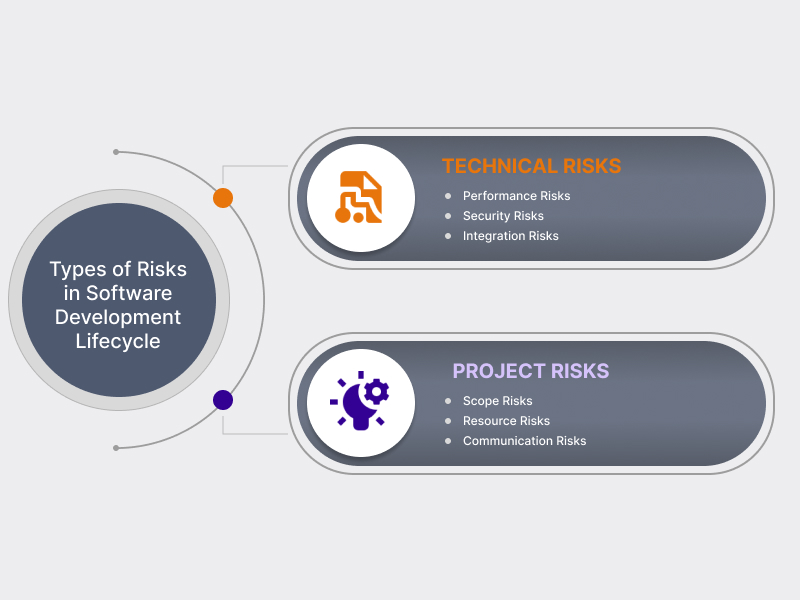 Types of Risks
in Software
Development
Lifecycle
TECHNICAL RISKS
Performance Risks
Security Risks
Integration Risks
PROJECT RISKS
Scope Risks
Resource Risks
Communication Risks